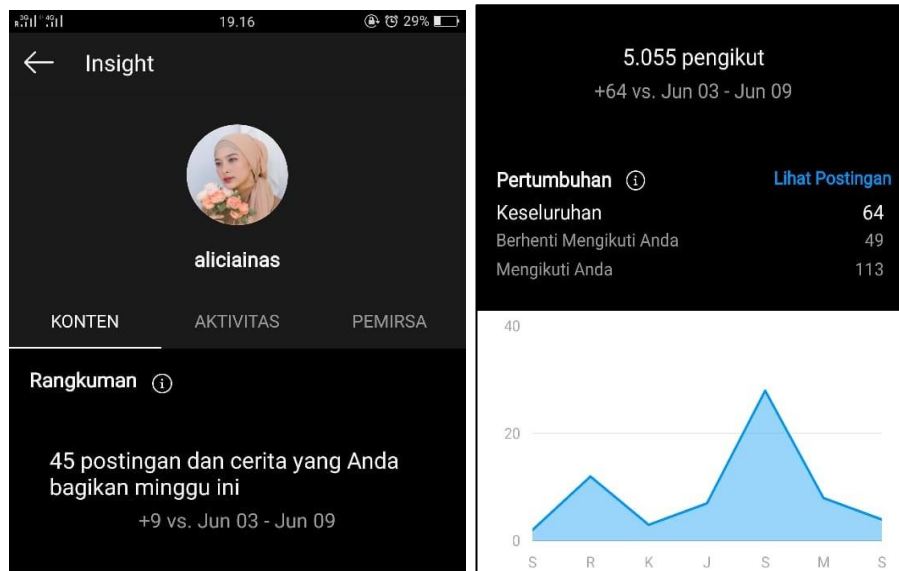 19.16
29%
Insight
aliciainas
KONTEN AKTIVITAS PEMIRSA
Rangkuman
45 postingan dan cerita yang Anda
bagikan minggu ini
+9 vs. Jun 03 - Jun 09
5.055 pengikut
+64 vs. Jun 03 - Jun 09
Pertumbuhan Lihat Postingan
Keseluruhan 64
Berhenti Mengikuti Anda 49
Mengikuti Anda 113
40
20
0
S R K J S M S